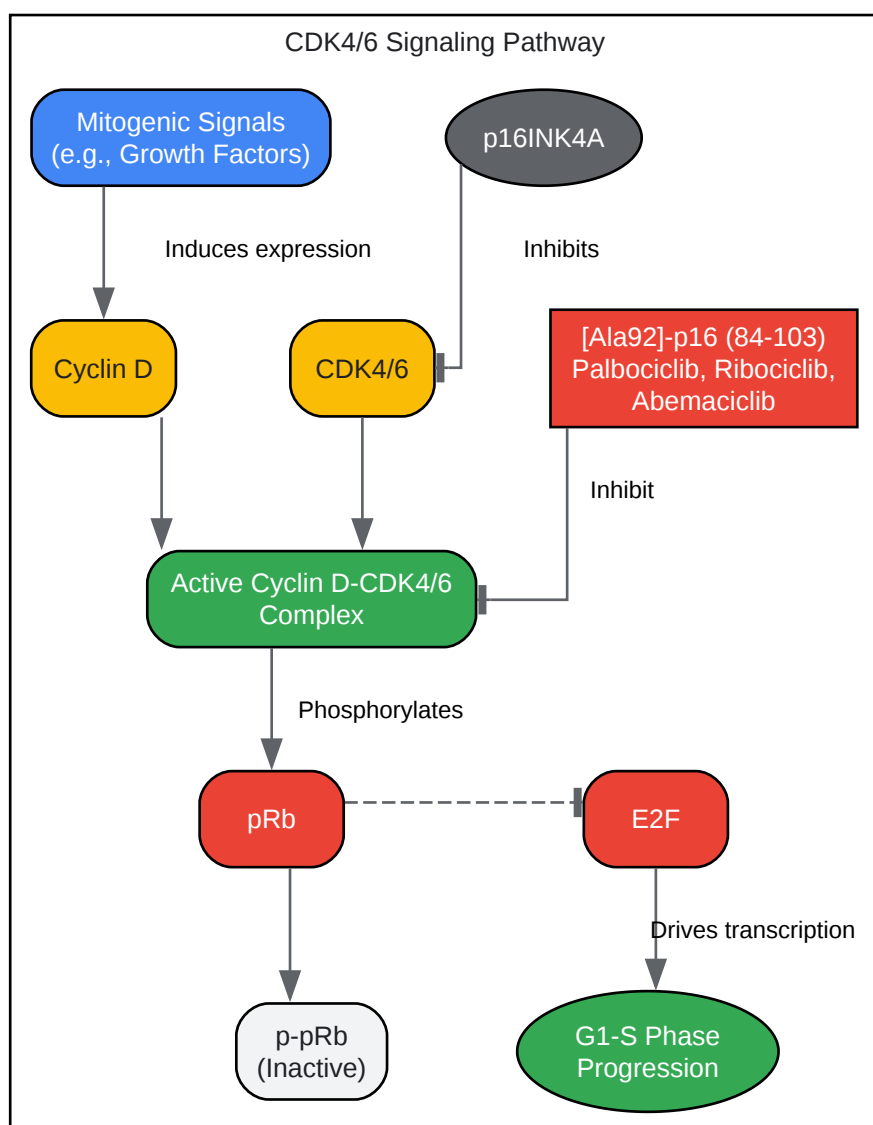 CDK4/6 Signaling Pathway
Mitogenic Signals
(e.g., Growth Factors)
p16INK4A
Induces expression
Inhibits
Cyclin D
CDK4/6
[Ala92]-p16 (84-103)
Palbociclib, Ribociclib,
Abemaciclib
Inhibit
Active Cyclin D-CDK4/6
Complex
Phosphorylates
pRb
E2F
Drives transcription
p-pRb
(Inactive)
G1-S Phase
Progression